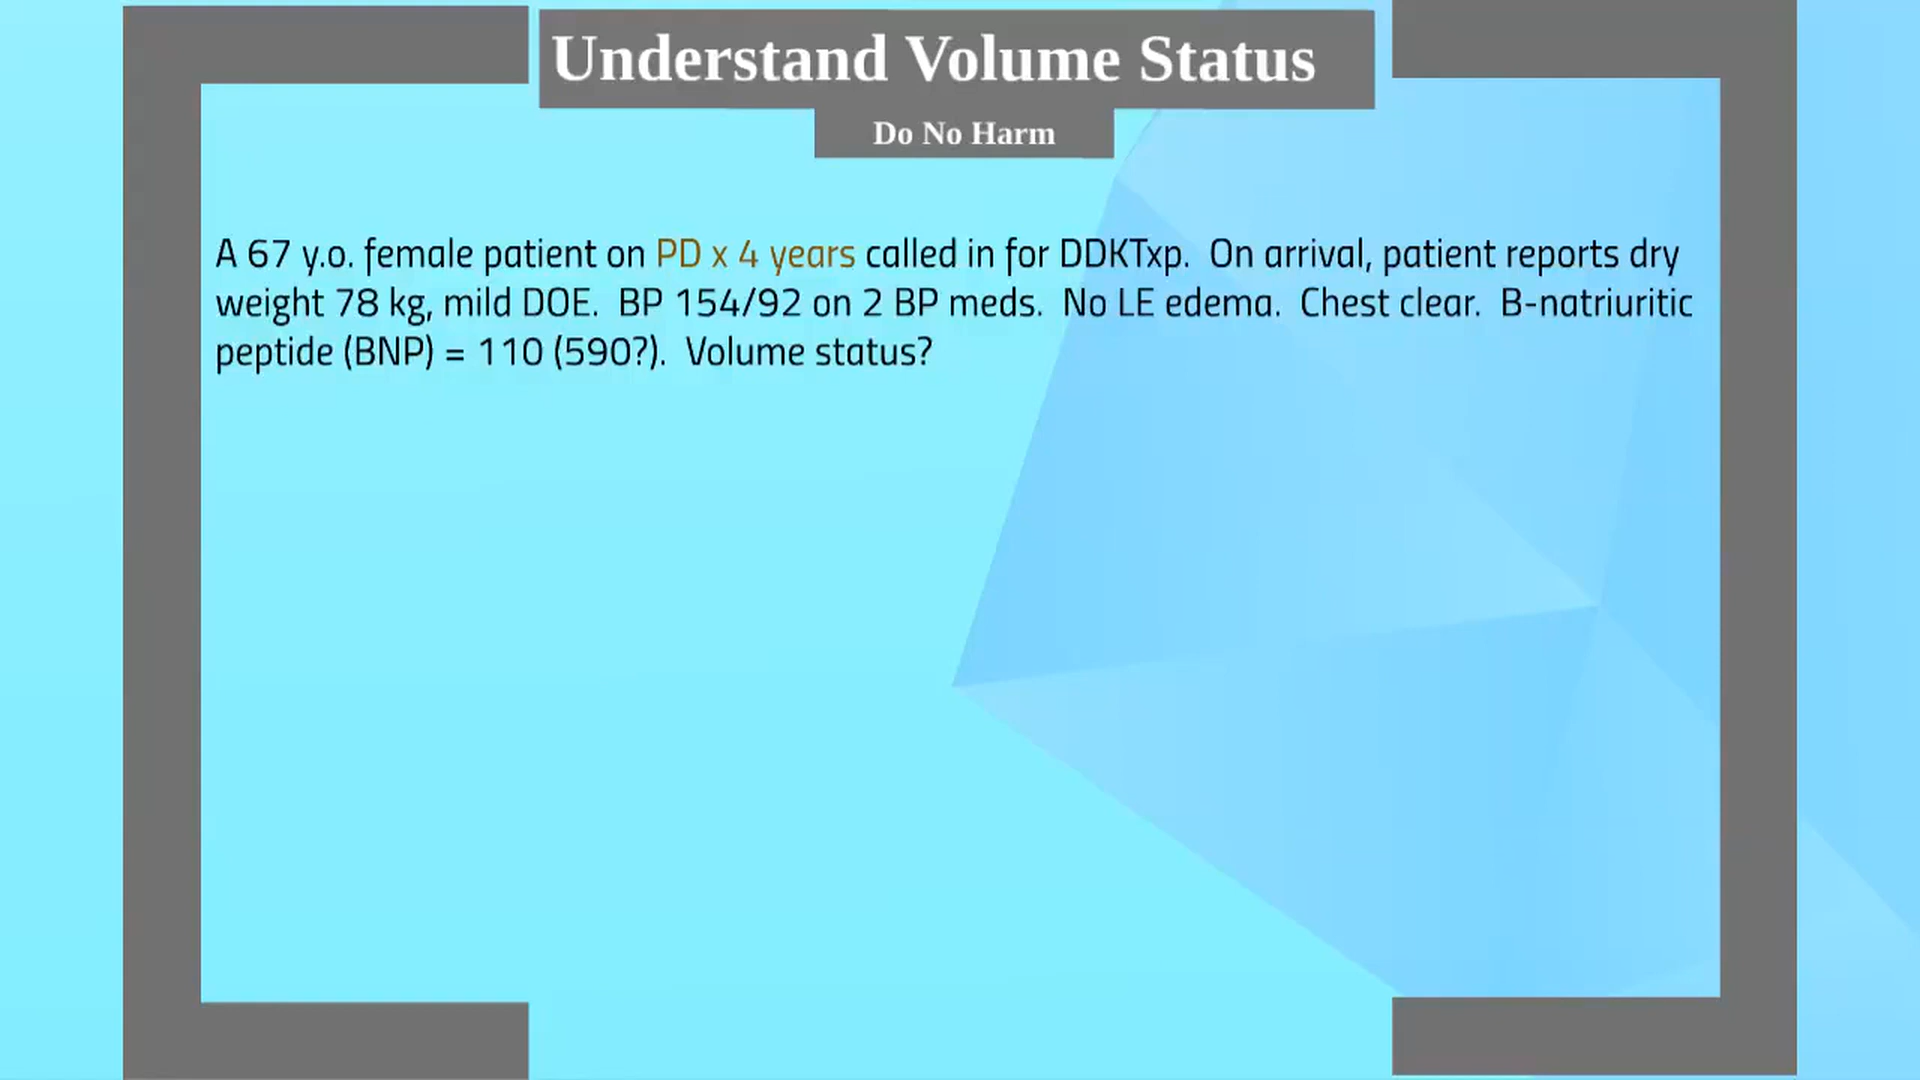 Understand Volume Status
Do No Harm
A 67 y.o. female patient on PD x 4 years called in for DDKTxp.  On arrival, patient reports dry
weight 78 kg, mild DOE.  BP 154/92 on 2 BP meds.  No LE edema.  Chest clear.  B-natriuritic
peptide (BNP) = 110 (590?).  Volume status?